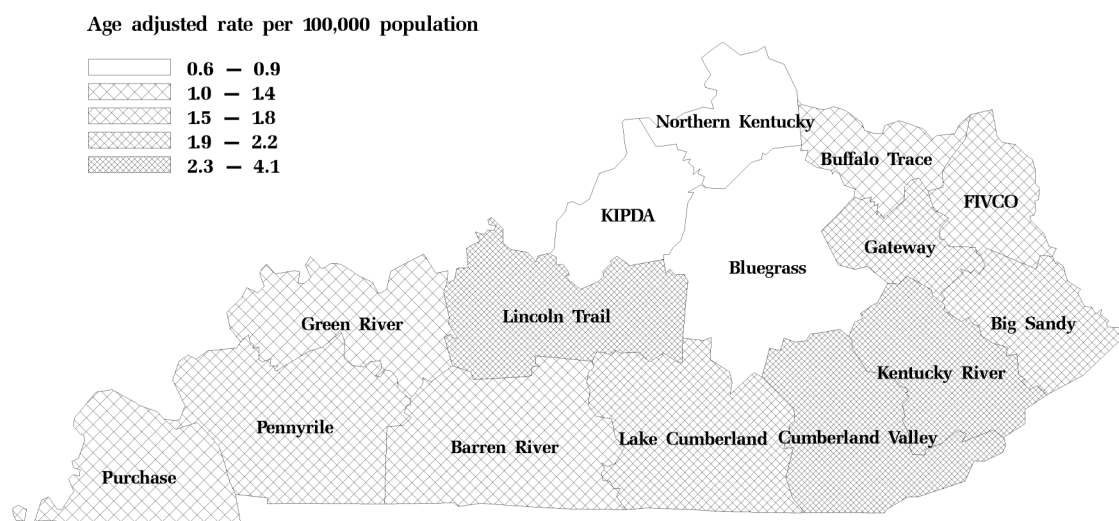 Age adjusted rate per 100,000 population
0.6 – 0.9
1.0 – 1.4
1.5 – 1.8
1.9 – 2.2
2.3 – 4.1
Northern Kentucky
Buffalo Trace
FIVCO
KIPDA
Gateway
Bluegrass
Lincoln Trail
Green River
Big Sandy
Kentucky River
Pennyrile
Barren River
Lake Cumberland
Cumberland Valley
Purchase